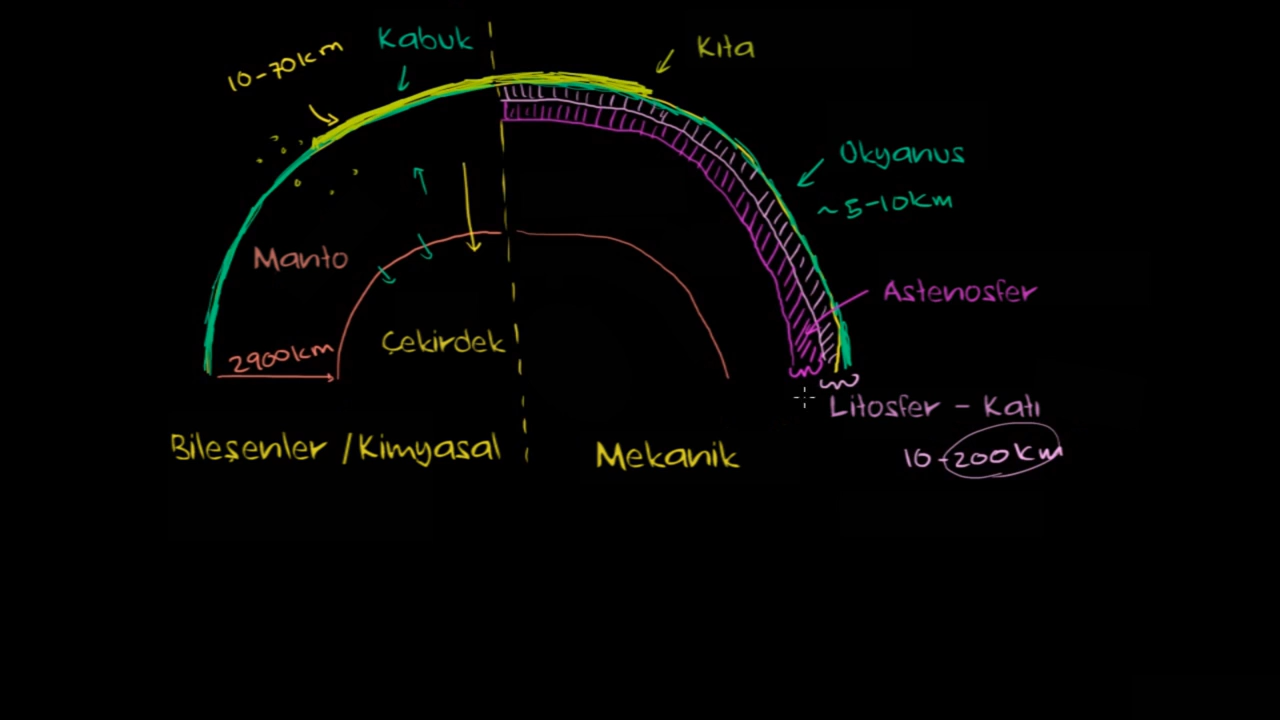 Kabuk
Kıta
10-70km
Okyanus
~5-10km
Manto
Astenosfer
Çekirdek
2900km
Litosfer - Katı
Bileşenler /Kimyasal
Mekanik
10-200km